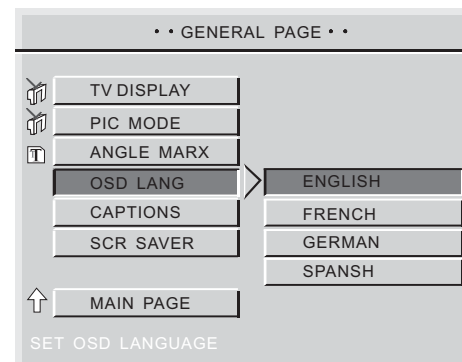 • • GENERAL PAGE • •
TV DISPLAY
PIC MODE
T ANGLE MARX
OSD LANG
CAPTIONS
SCR SAVER
ENGLISH
FRENCH
GERMAN
SPANSH
MAIN PAGE
SET OSD LANGUAGE